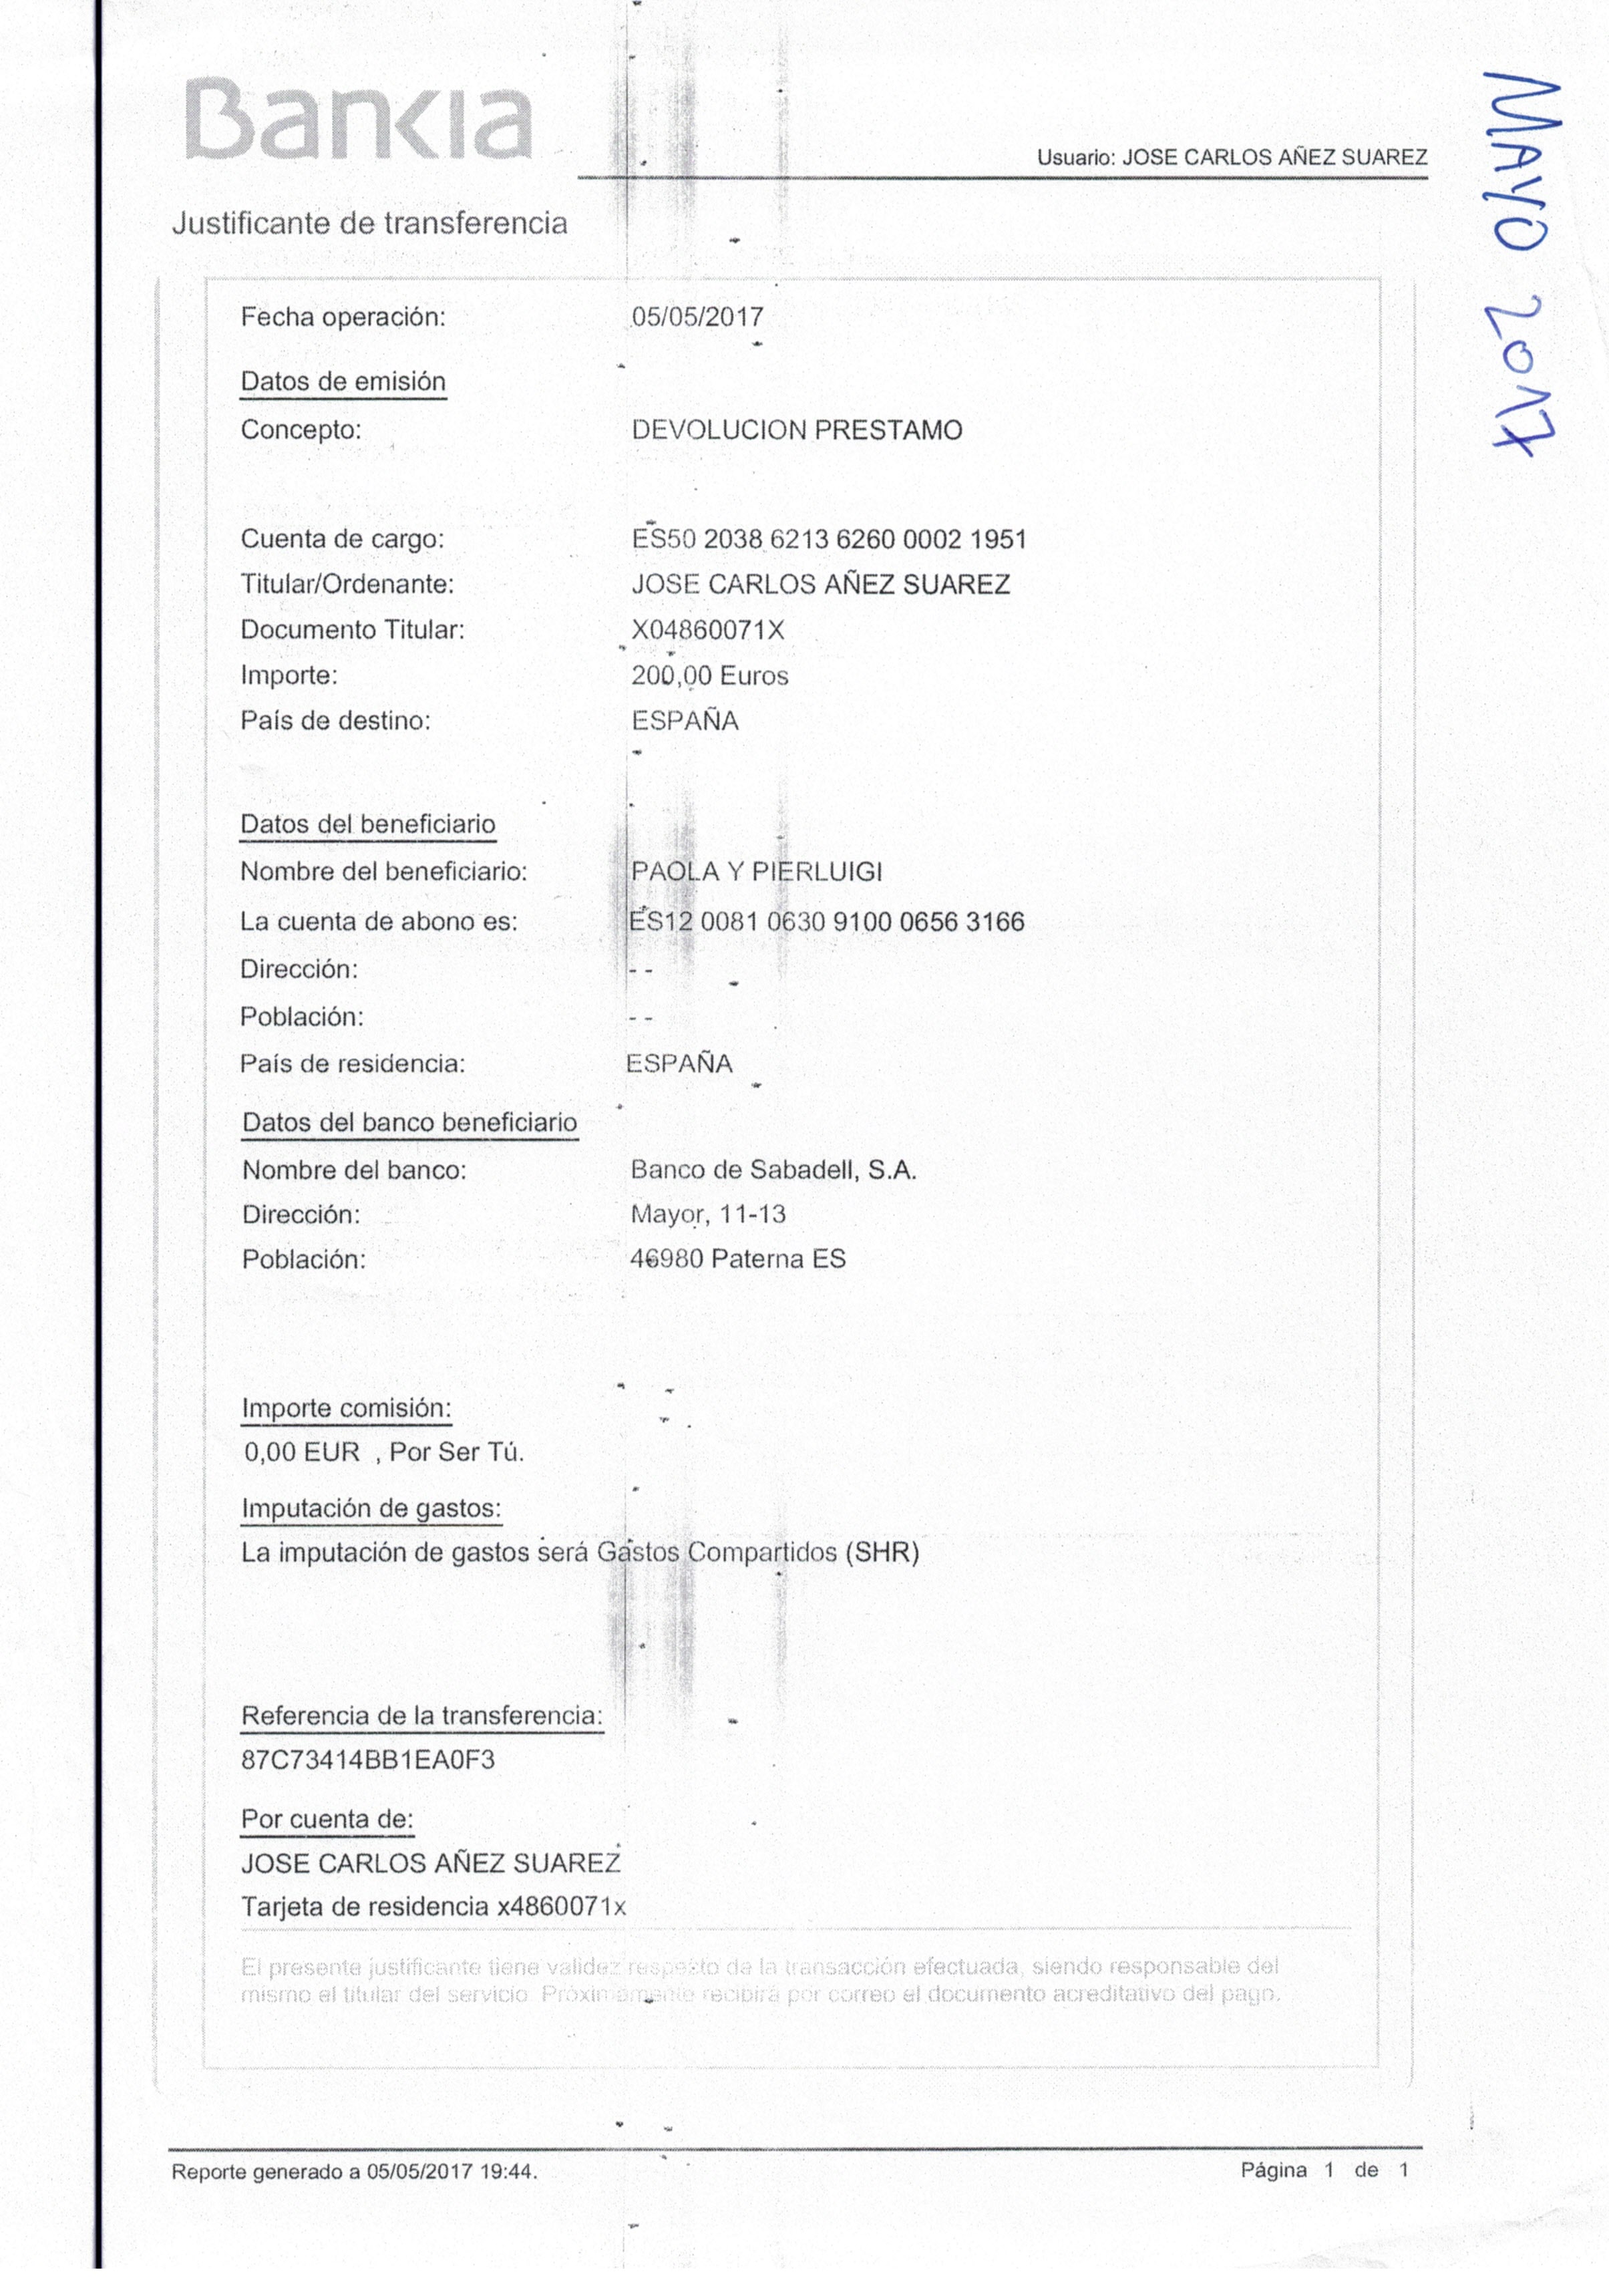 Bankia
Usuario: JOSE CARLOS AÑEZ SUAREZ
MAYO 2017
Justificante de transferencia
Fecha operación: 05/05/2017
Datos de emisión
Concepto: DEVOLUCION PRESTAMO
Cuenta de cargo: ES50 2038 6213 6260 0002 1951
Titular/Ordenante: JOSE CARLOS AÑEZ SUAREZ
Documento Titular: X04860071X
Importe: 200,00 Euros
País de destino: ESPAÑA
Datos del beneficiario
Nombre del beneficiario: PAOLA Y PIERLUIGI
La cuenta de abono es: ES12 0081 0630 9100 0656 3166
Dirección: - -
Población: - -
País de residencia: ESPAÑA
Datos del banco beneficiario
Nombre del banco: Banco de Sabadell, S.A.
Dirección: Mayor, 11-13
Población: 46980 Paterna ES
Importe comisión:
0,00 EUR , Por Ser Tú.
Imputación de gastos:
La imputación de gastos será Gastos Compartidos (SHR)
Referencia de la transferencia:
87C73414BB1EA0F3
Por cuenta de:
JOSE CARLOS AÑEZ SUAREZ
Tarjeta de residencia x4860071x
El presente justificante tiene validez respecto de la transacción efectuada, siendo responsable del
mismo el titular del servicio. Próximamente recibirá por correo el documento acreditativo del pago.
Reporte generado a 05/05/2017 19:44.
Página 1 de 1